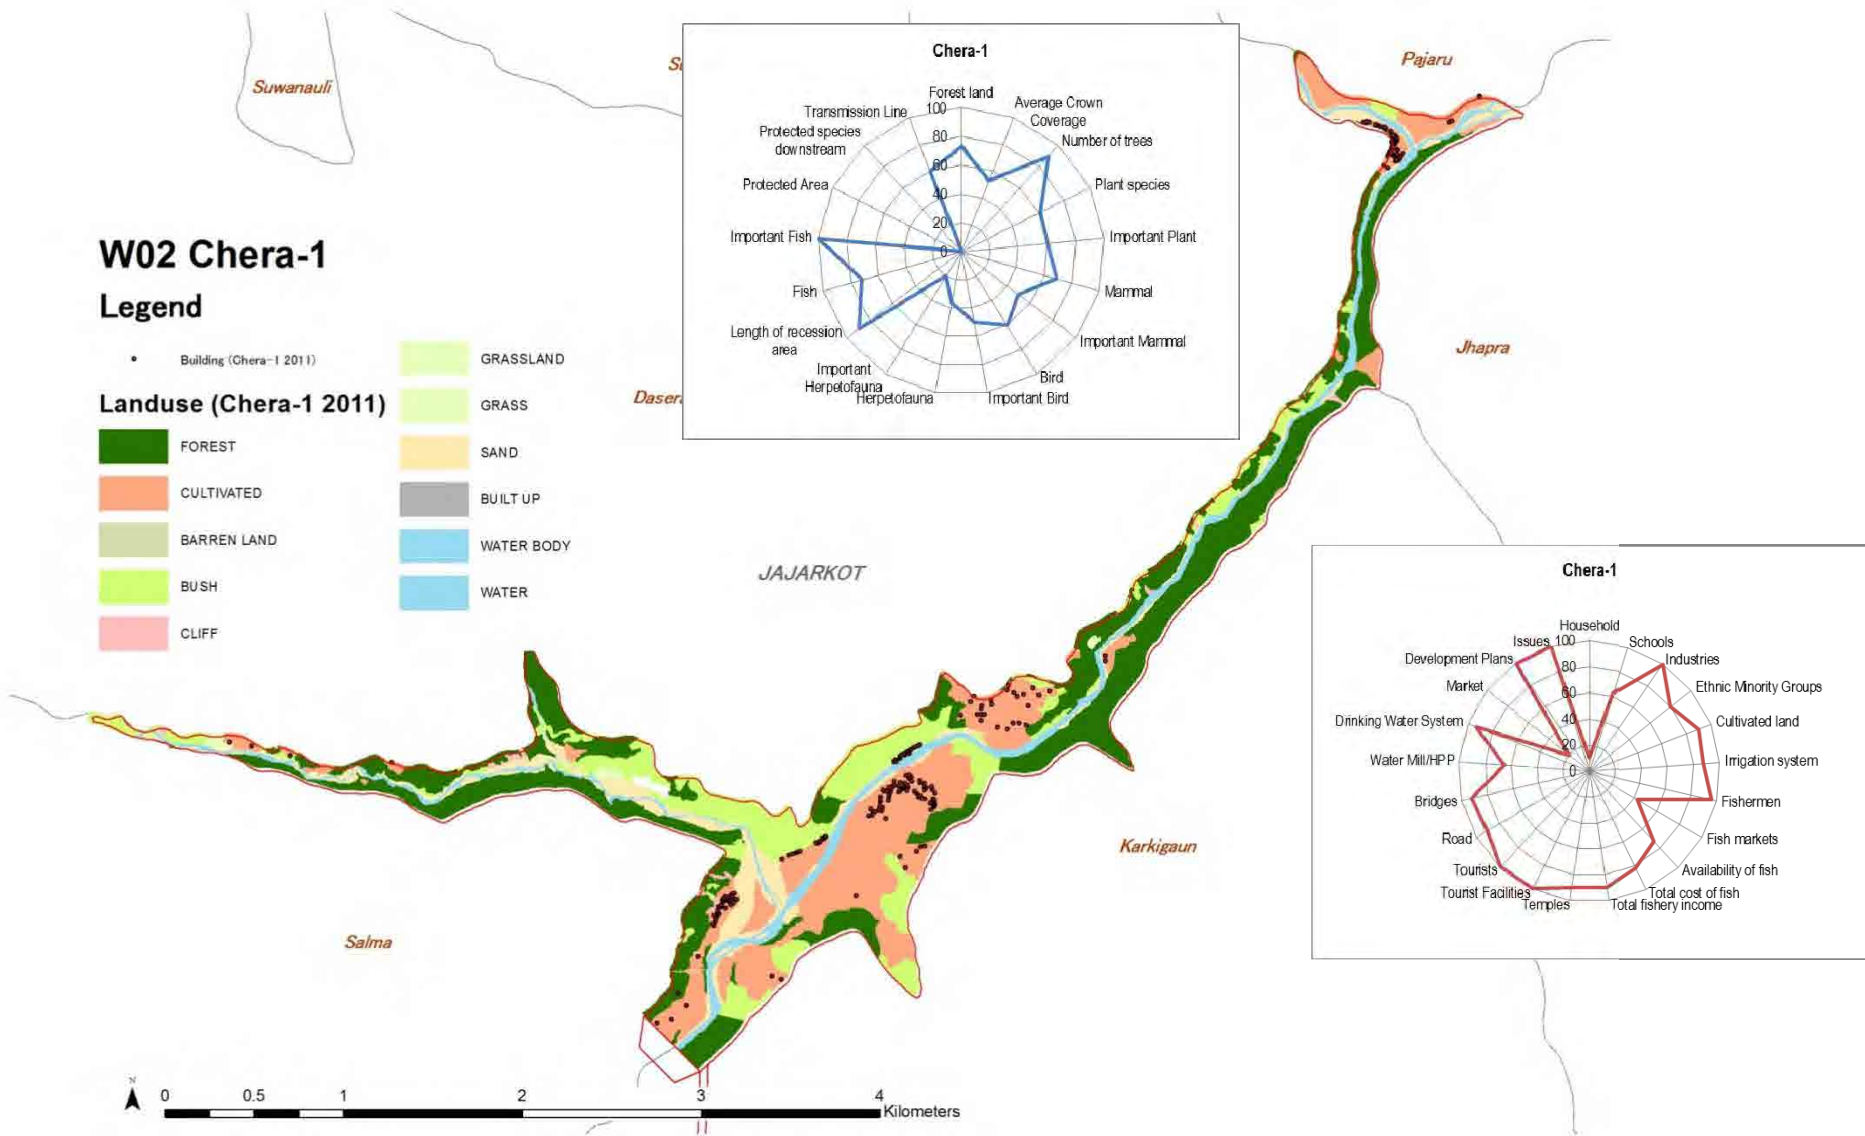 Suwanauli
Pajaru
Chera-1
Forest land
Average Crown
Coverage
Number of trees
Plant species
Important Plant
Mammal
Important Mammal
Bird
Important Bird
Herpetofauna
Important
Herpetofauna
Length of recession
area
Fish
Important Fish
Protected Area
Protected species
downstream
Transmission Line
100
80
60
40
20
0
W02 Chera-1
Legend
Building (Chera-1 2011)
Landuse (Chera-1 2011)
FOREST
CULTIVATED
BARREN LAND
BUSH
CLIFF
GRASSLAND
GRASS
SAND
BUILT UP
WATER BODY
WATER
Jhapra
JAJARKOT
Karkigaun
Salma
Chera-1
Household
Schools
Industries
Ethnic Minority Groups
Cultivated land
Irrigation system
Fishermen
Fish markets
Availability of fish
Total cost of fish
Total fishery income
Temples
Tourist Facilities
Tourists
Road
Bridges
Water Mill/HPP
Drinking Water System
Market
Development Plans
Issues
100
80
60
40
20
0
N
0 0.5 1 2 3 4
Kilometers